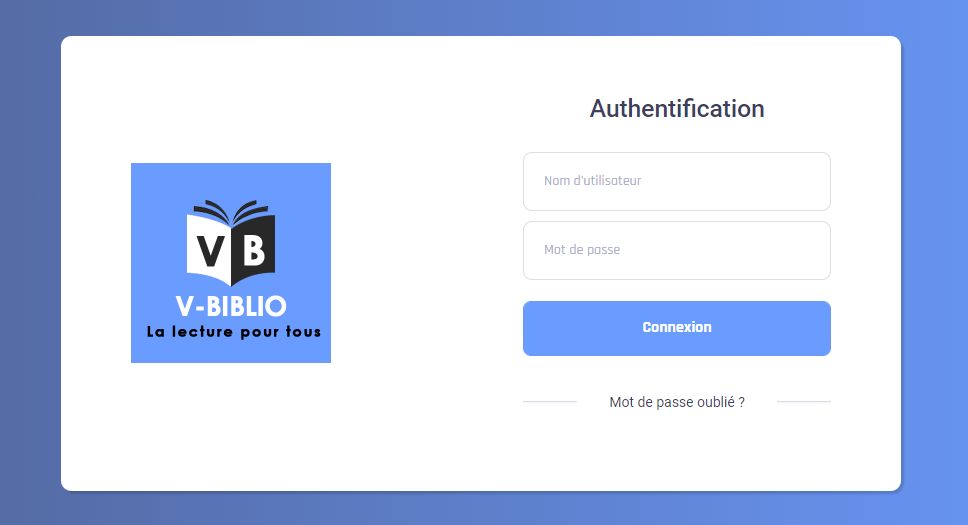 V B
V-BIBLIO
La lecture pour tous
Authentification
Nom d'utilisateur
Mot de passe
Connexion
Mot de passe oublié ?